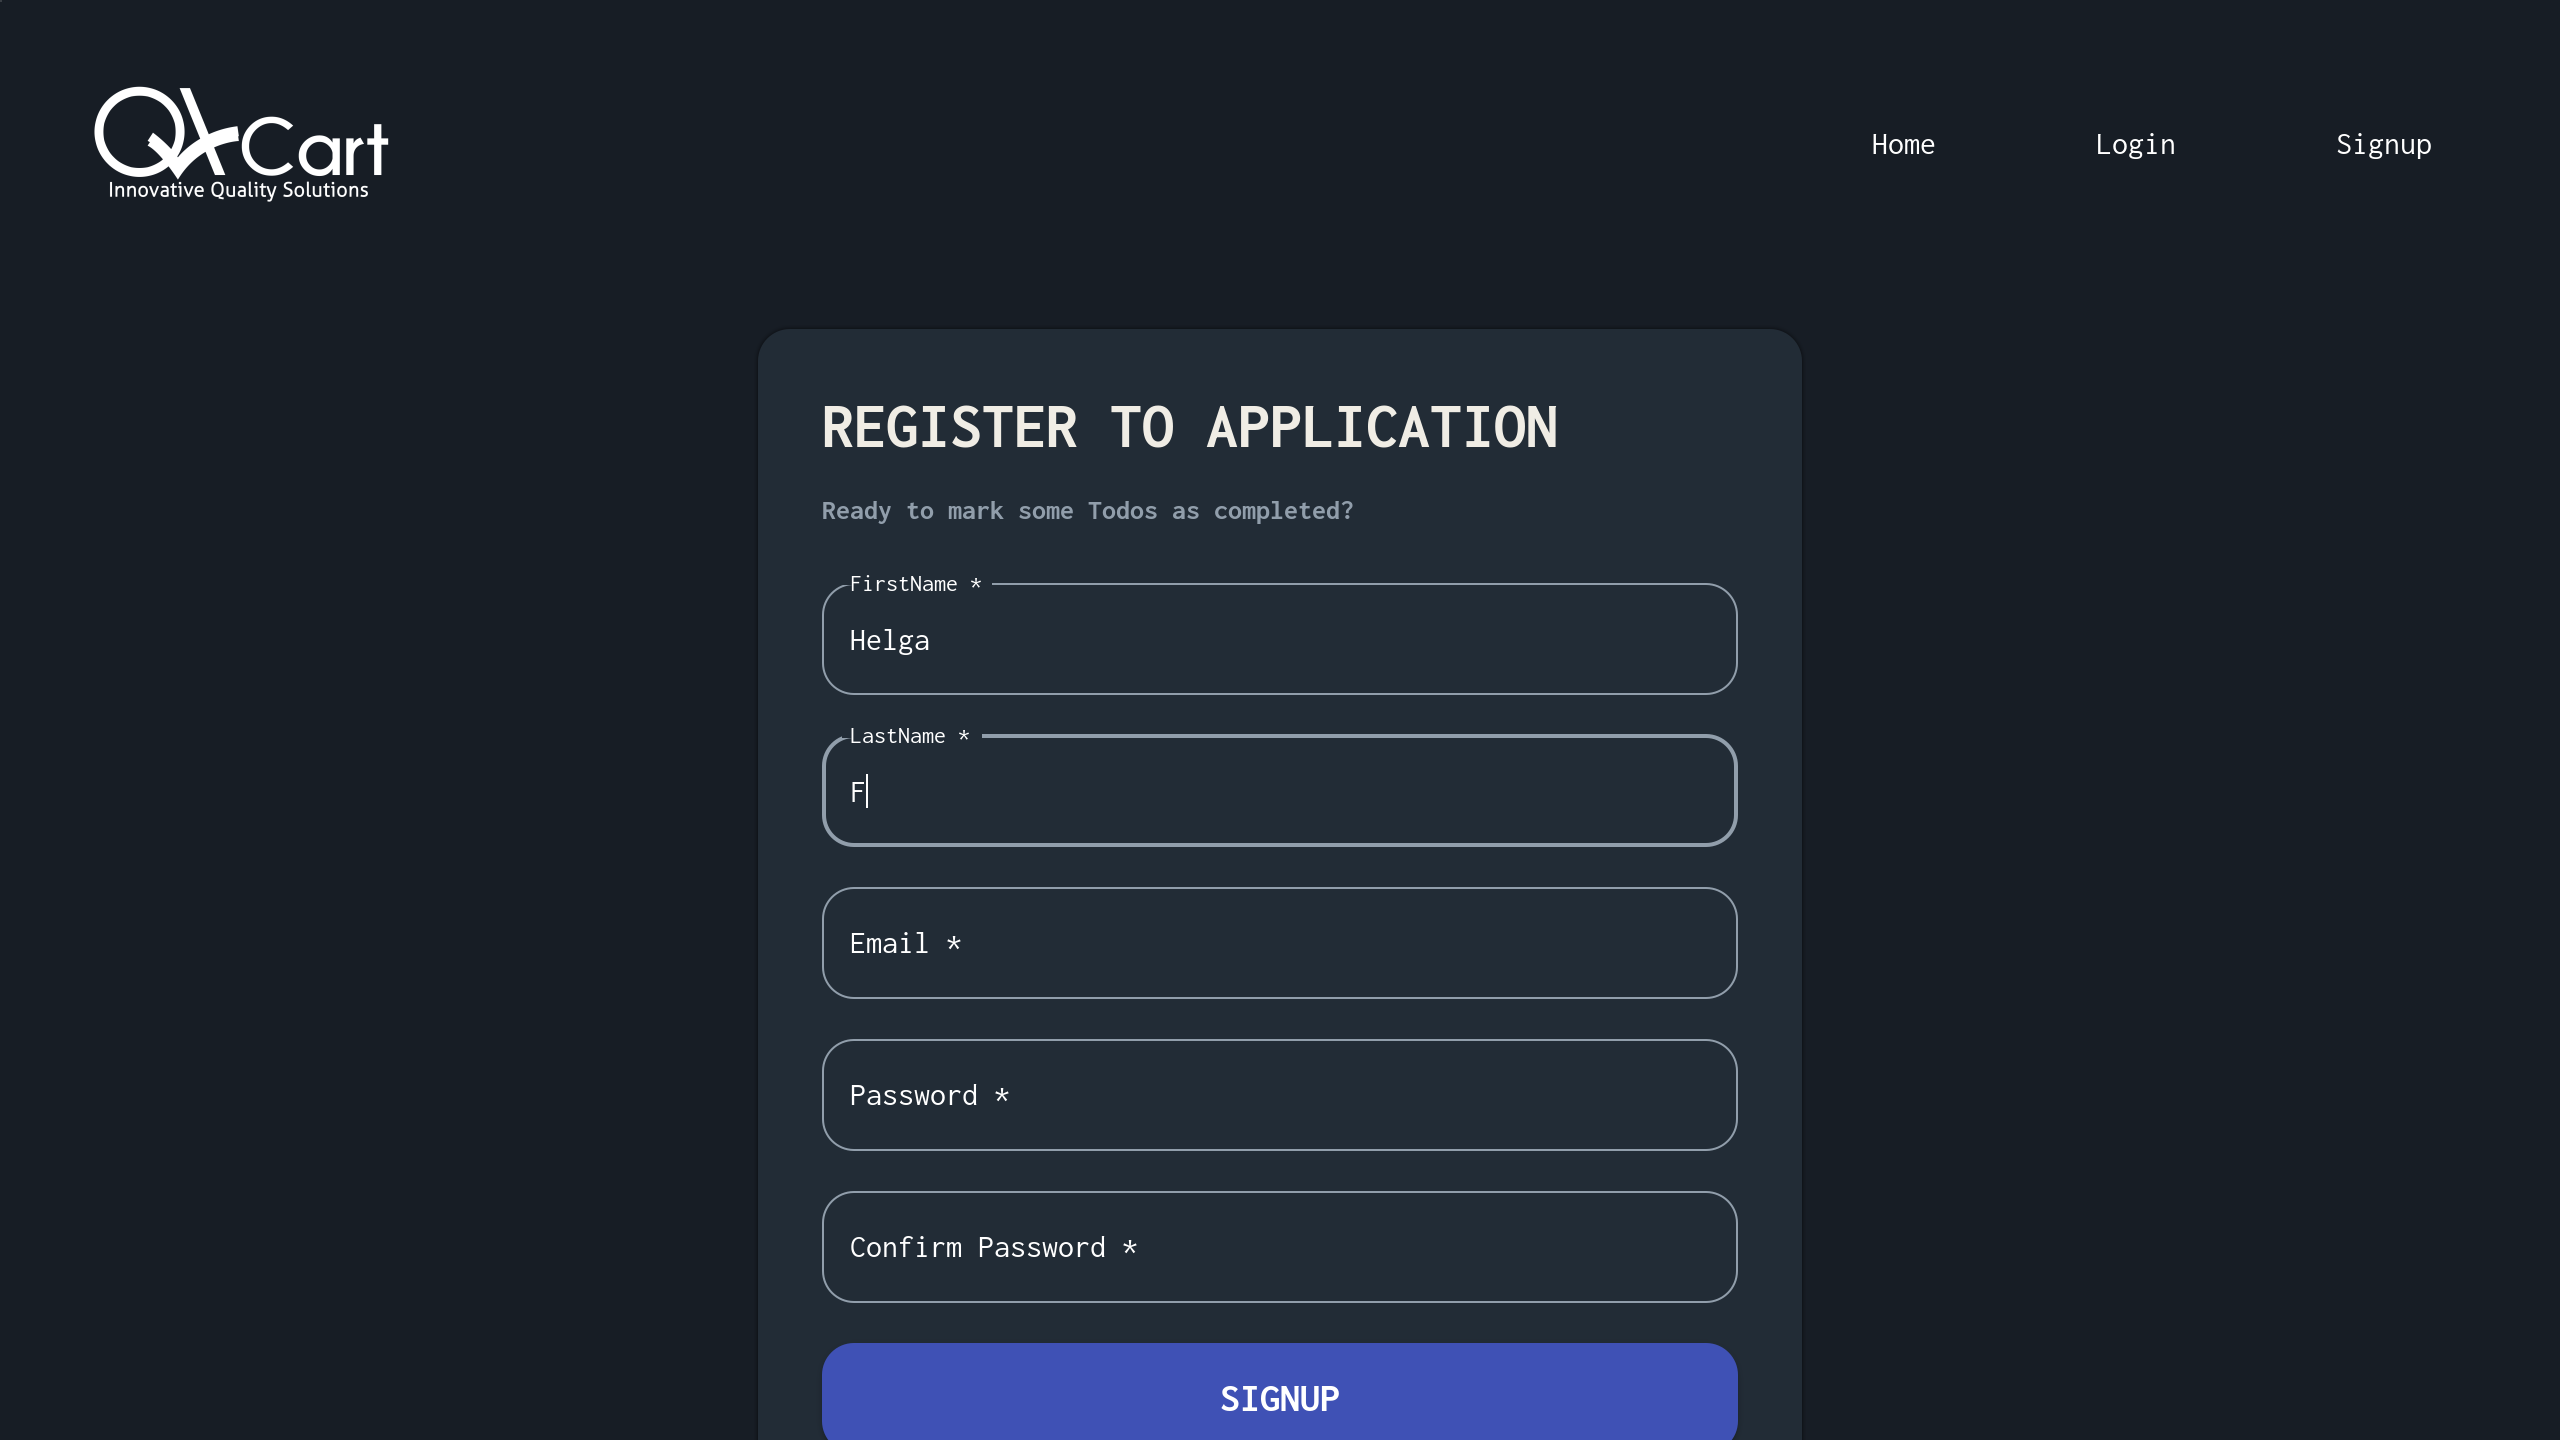 QACart
Innovative Quality Solutions
Home
Login
Signup
REGISTER TO APPLICATION
Ready to mark some Todos as completed?
FirstName *
Helga
LastName *
F
Email *
Password *
Confirm Password *
SIGNUP